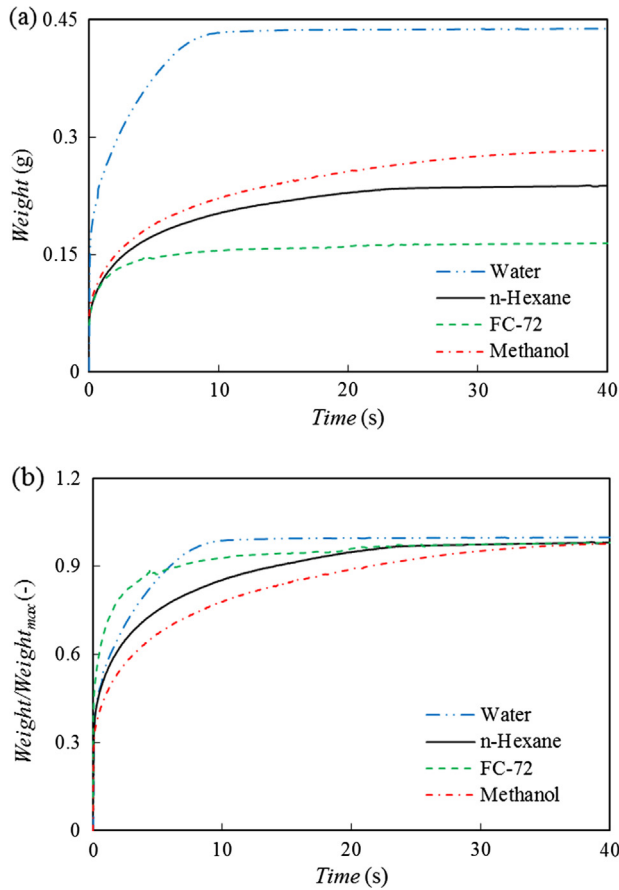 (a)
0.45
0.3
0.15
0
Weight (g)
Water
n-Hexane
FC-72
Methanol
0 10 20 30 40
Time (s)
(b)
1.2
0.9
0.6
0.3
0
Weight/Weight_max (-)
Water
n-Hexane
FC-72
Methanol
0 10 20 30 40
Time (s)